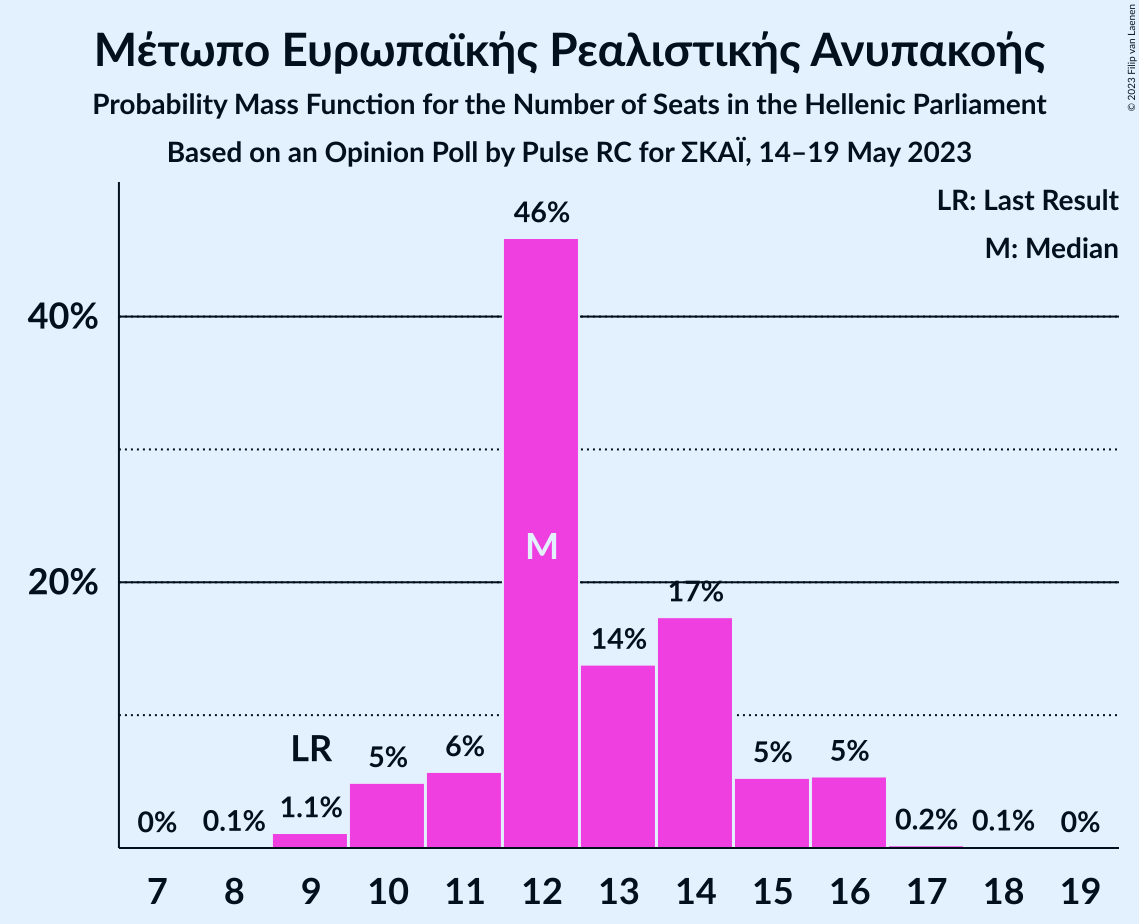 Μέτωπο Ευρωπαϊκής Ρεαλιστικής Ανυπακοής
Probability Mass Function for the Number of Seats in the Hellenic Parliament
Based on an Opinion Poll by Pulse RC for ΣΚΑΪ, 14–19 May 2023
© 2023 Filip van Laenen
LR: Last Result
M: Median
40%
20%
0%
0.1%
LR
1.1%
5%
6%
46%
M
14%
17%
5%
5%
0.2%
0.1%
0%
7 8 9 10 11 12 13 14 15 16 17 18 19